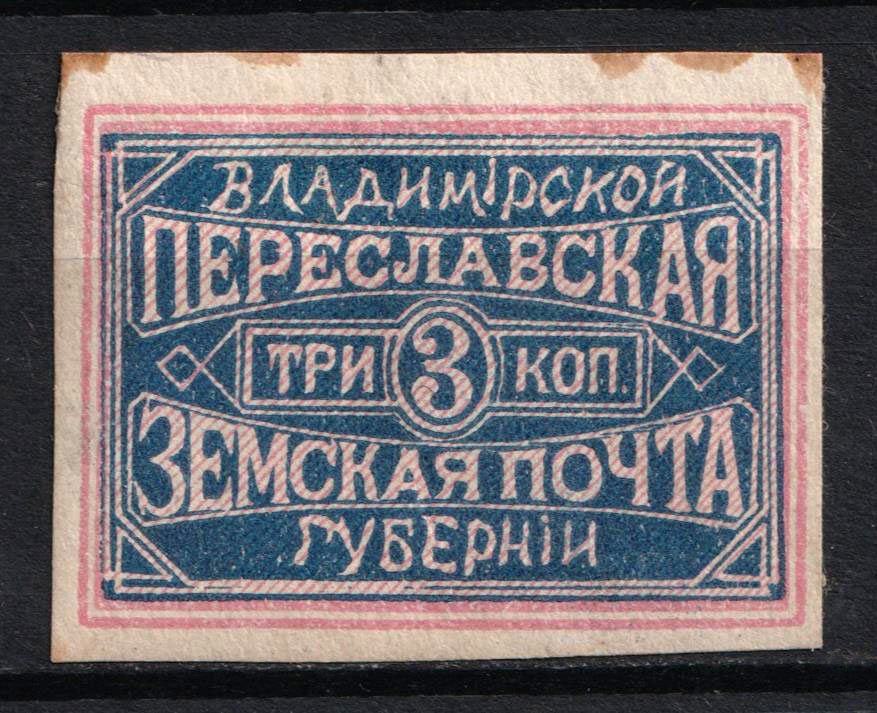 ВЛАДИМІРСКОЙ
ПЕРЕСЛАВСКАЯ
ТРИ 3 КОП.
ЗЕМСКАЯ ПОЧТА
ГУБЕРНІИ